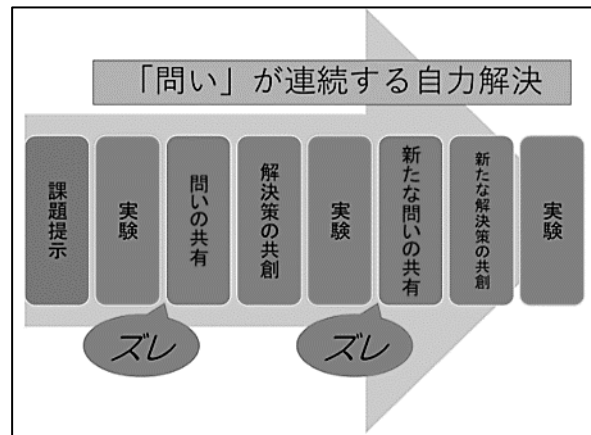 「問い」が連続する自力解決
課題提示
実験
問いの共有
解決策の共創
実験
新たな問いの共有
新たな解決策の共創
実験
ズレ
ズレ